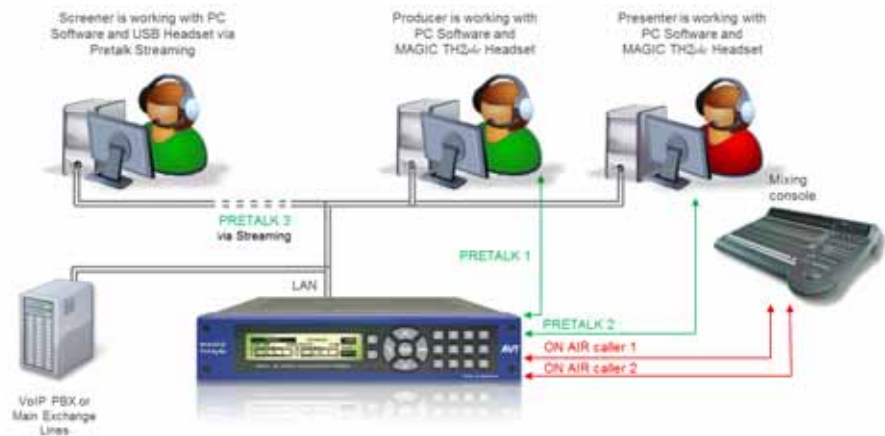 Screener is working with PC
Software and USB Headset via
Pretalk Streaming
Producer is working with
PC Software and
MAGIC TH2plus Headset
Presenter is working with
PC Software and
MAGIC TH2plus Headset
Mixing
console
PRETALK 3
via Streaming
PRETALK 1
LAN
PRETALK 2
ON AIR caller 1
ON AIR caller 2
AVT
VoIP PBX or
Main Exchange
Lines